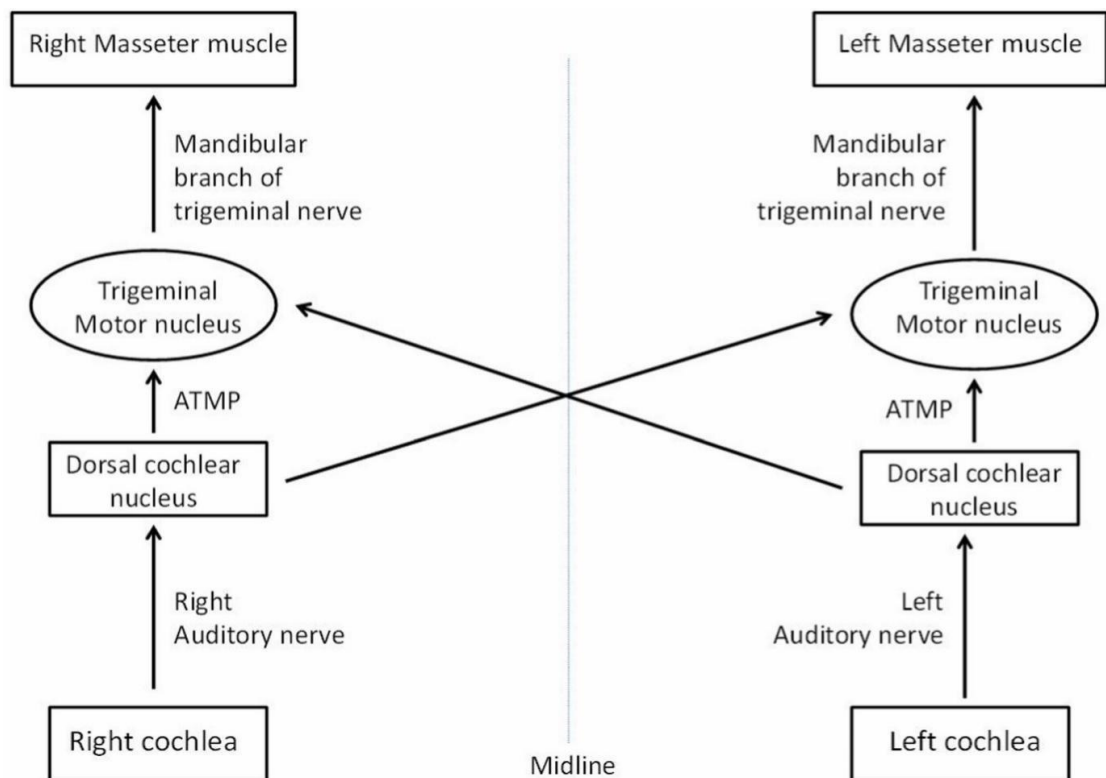 Right Masseter muscle
Left Masseter muscle
Mandibular
branch of
trigeminal nerve
Mandibular
branch of
trigeminal nerve
Trigeminal
Motor nucleus
Trigeminal
Motor nucleus
ATMP
ATMP
Dorsal cochlear
nucleus
Dorsal cochlear
nucleus
Right
Auditory nerve
Left
Auditory nerve
Right cochlea
Left cochlea
Midline